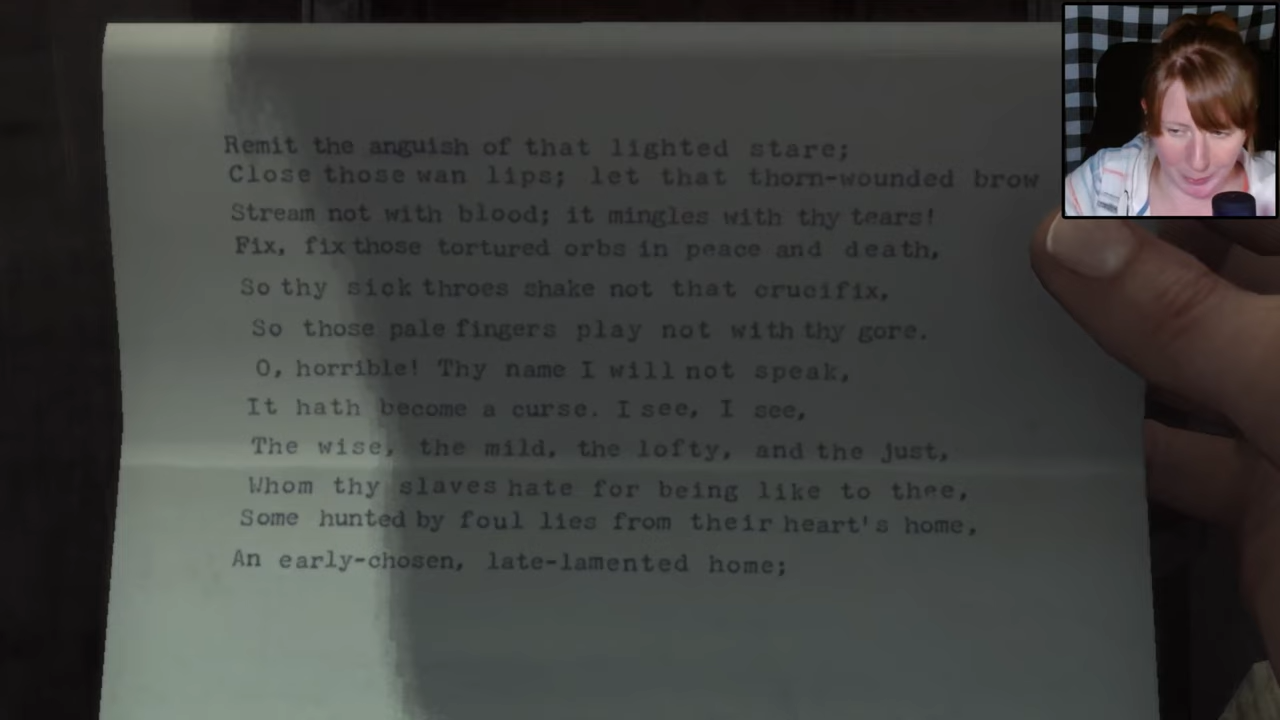 Remit the anguish of that lighted stare;
Close those wan lips; let that thorn-wounded brow
Stream not with blood; it mingles with thy tears!
Fix, fix those tortured orbs in peace and death,
So thy sick throes shake not that crucifix,
So those pale fingers play not with thy gore.
O, horrible! Thy name I will not speak,
It hath become a curse. I see, I see,
The wise, the mild, the lofty, and the just,
Whom thy slaves hate for being like to thee,
Some hunted by foul lies from their heart's home,
An early-chosen, late-lamented home;